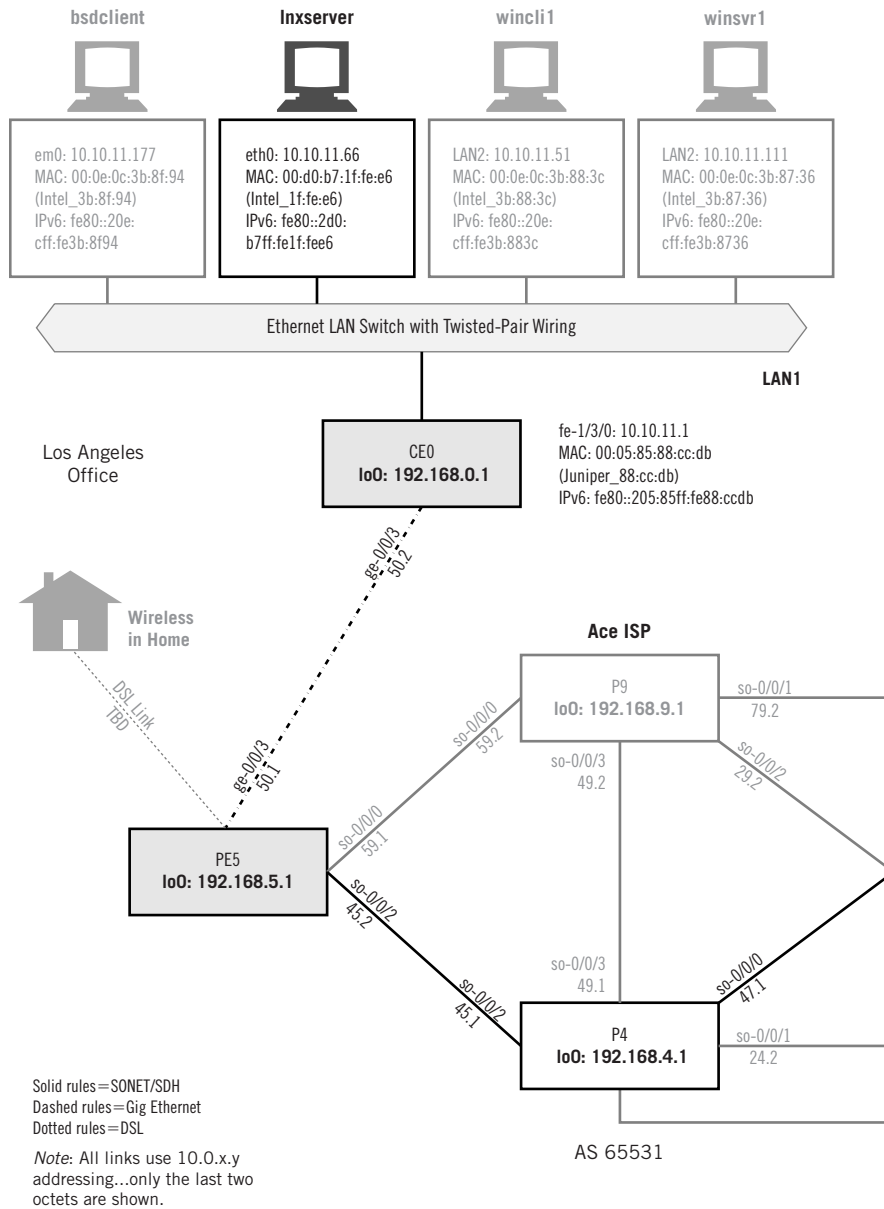 bsdclient
lnxserver
wincli1
winsvr1
em0: 10.10.11.177
MAC: 00:0e:0c:3b:8f:94
(Intel_3b:8f:94)
IPv6: fe80::20e:
cff:fe3b:8f94
eth0: 10.10.11.66
MAC: 00:d0:b7:1f:fe:e6
(Intel_1f:fe:e6)
IPv6: fe80::2d0:
b7ff:fe1f:fee6
LAN2: 10.10.11.51
MAC: 00:0e:0c:3b:88:3c
(Intel_3b:88:3c)
IPv6: fe80::20e:
cff:fe3b:883c
LAN2: 10.10.11.111
MAC: 00:0e:0c:3b:87:36
(Intel_3b:87:36)
IPv6: fe80::20e:
cff:fe3b:8736
Ethernet LAN Switch with Twisted-Pair Wiring
LAN1
Los Angeles
Office
CE0
lo0: 192.168.0.1
fe-1/3/0: 10.10.11.1
MAC: 00:05:85:88:cc:db
(Juniper_88:cc:db)
IPv6: fe80::205:85ff:fe88:ccdb
ge-0/0/3
50.2
Wireless
in Home
DSL Link
TBD
ge-0/0/3
50.1
Ace ISP
P9
lo0: 192.168.9.1
so-0/0/1
79.2
so-0/0/0
59.2
so-0/0/3
49.2
so-0/0/2
29.2
so-0/0/0
59.1
PE5
lo0: 192.168.5.1
so-0/0/2
45.2
so-0/0/2
45.1
so-0/0/3
49.1
so-0/0/0
47.1
P4
lo0: 192.168.4.1
so-0/0/1
24.2
AS 65531
Solid rules=SONET/SDH
Dashed rules=Gig Ethernet
Dotted rules=DSL
Note: All links use 10.0.x.y
addressing...only the last two
octets are shown.